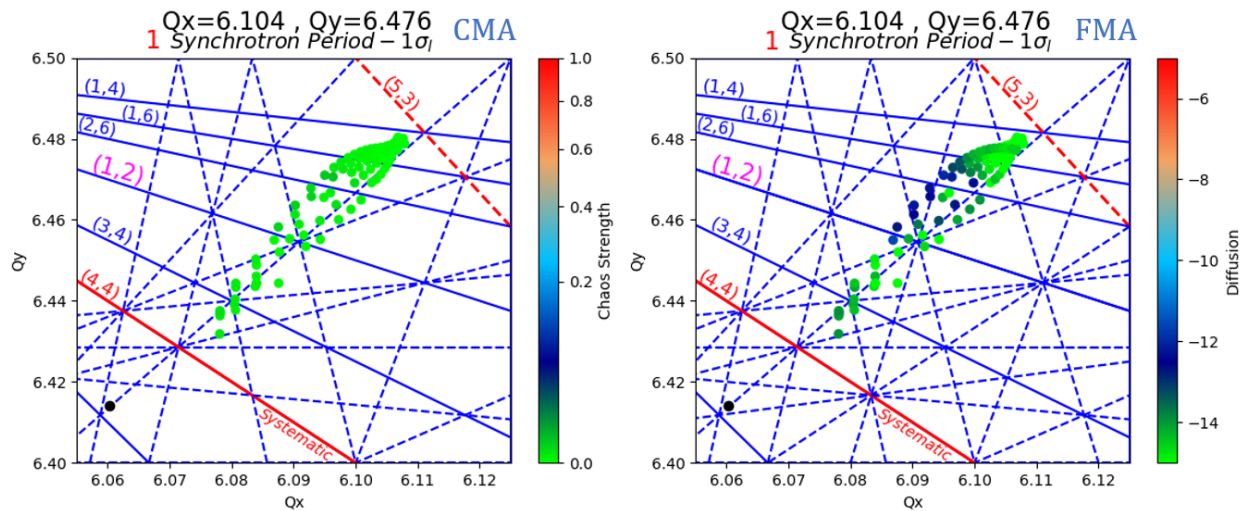 Qx=6.104 , Qy=6.476 CMA
1 Synchrotron Period − 1σl
6.50
6.48
6.46
6.44
6.42
6.40
Qy
(1,4)
(1,6)
(2,6)
(1,2)
(3,4)
(4,4)
(5,3)
Systematic
6.06 6.07 6.08 6.09 6.10 6.11 6.12
Qx
1.0
0.8
0.6
0.4
0.2
0.0
Chaos Strength
Qx=6.104 , Qy=6.476 FMA
1 Synchrotron Period − 1σl
6.50
6.48
6.46
6.44
6.42
6.40
Qy
(1,4)
(1,6)
(2,6)
(1,2)
(3,4)
(4,4)
(5,3)
Systematic
6.06 6.07 6.08 6.09 6.10 6.11 6.12
Qx
−6
−8
−10
−12
−14
Diffusion